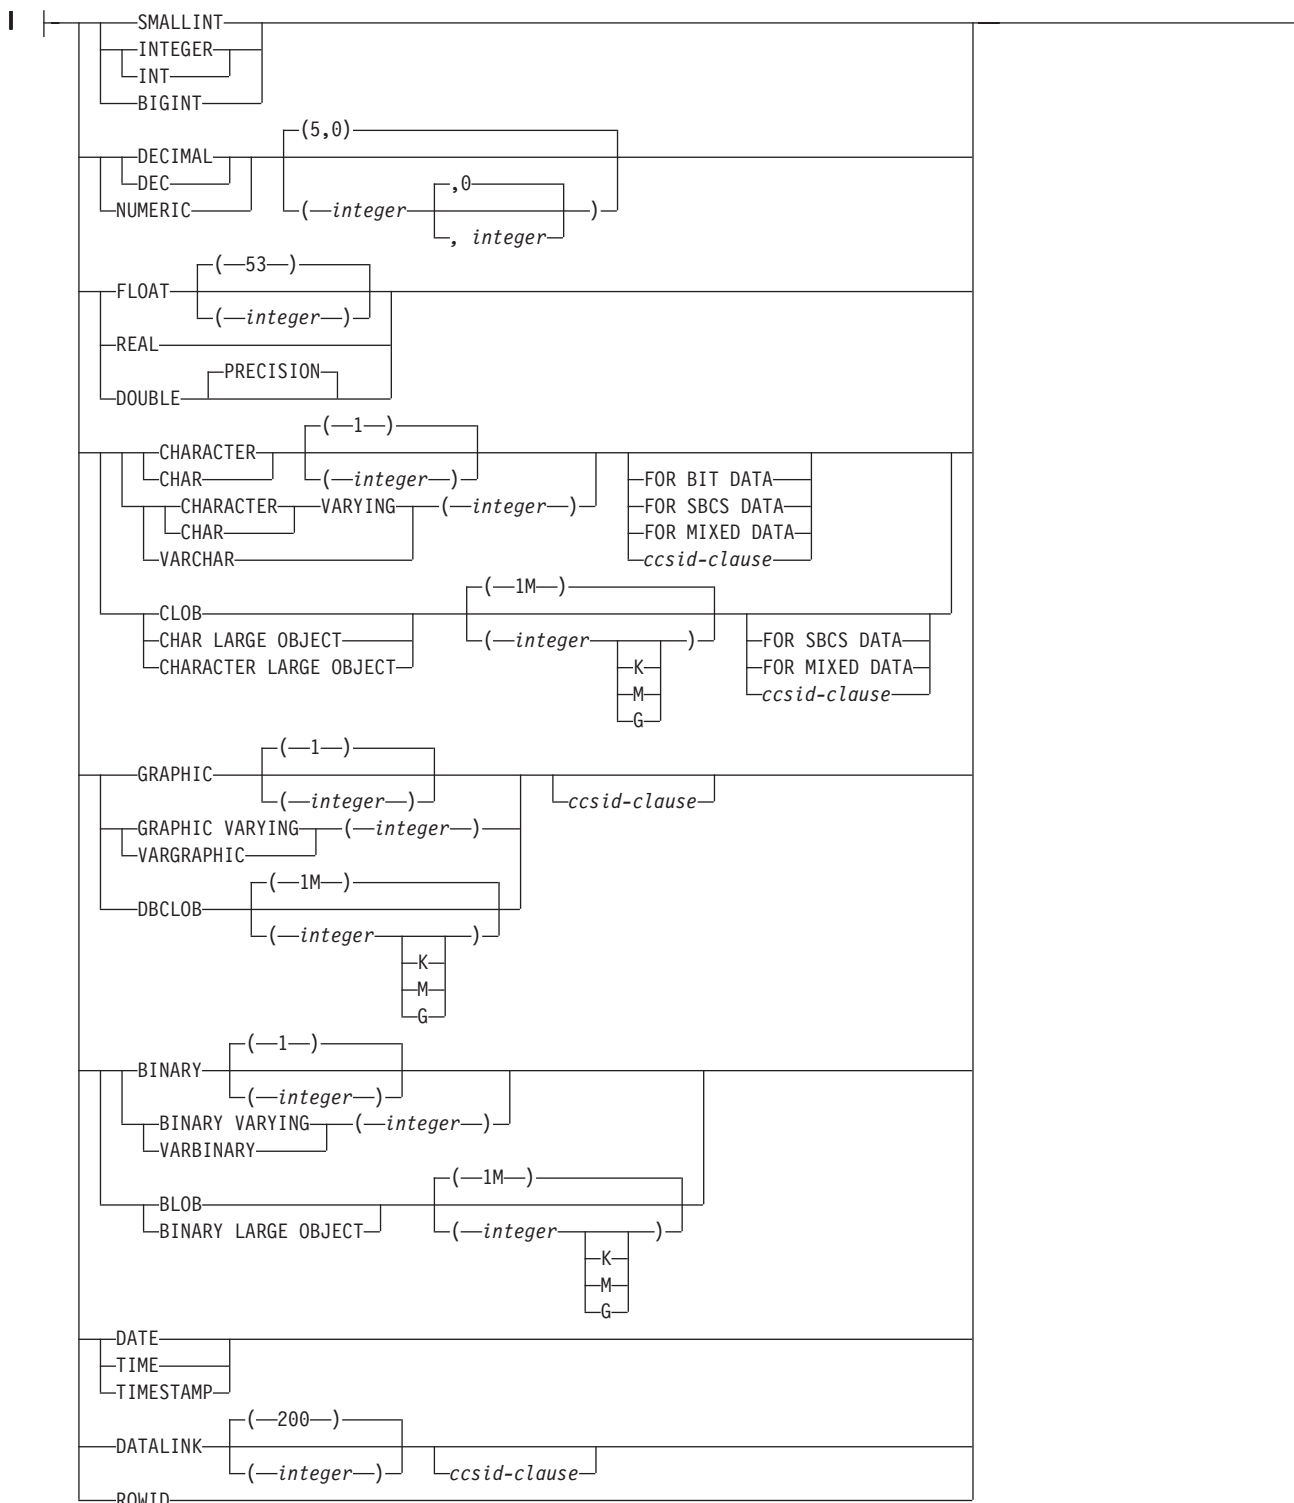 SMALLINT
INTEGER
INT
BIGINT
(5,0)
DECIMAL
DEC
NUMERIC
,0
( integer )
, integer
( 53 )
FLOAT
( integer )
REAL
PRECISION
DOUBLE
( 1 )
CHARACTER
CHAR ( integer ) FOR BIT DATA
CHARACTER VARYING ( integer ) FOR SBCS DATA
CHAR FOR MIXED DATA
VARCHAR ccsid-clause
( 1M )
CLOB
CHAR LARGE OBJECT ( integer ) FOR SBCS DATA
CHARACTER LARGE OBJECT K FOR MIXED DATA
M ccsid-clause
G
( 1 )
GRAPHIC
( integer ) ccsid-clause
GRAPHIC VARYING ( integer )
VARGRAPHIC
( 1M )
DBCLOB
( integer )
K
M
G
( 1 )
BINARY
( integer )
BINARY VARYING ( integer )
VARBINARY
( 1M )
BLOB
BINARY LARGE OBJECT ( integer )
K
M
G
DATE
TIME
TIMESTAMP
( 200 )
DATALINK
( integer ) ccsid-clause
ROWID